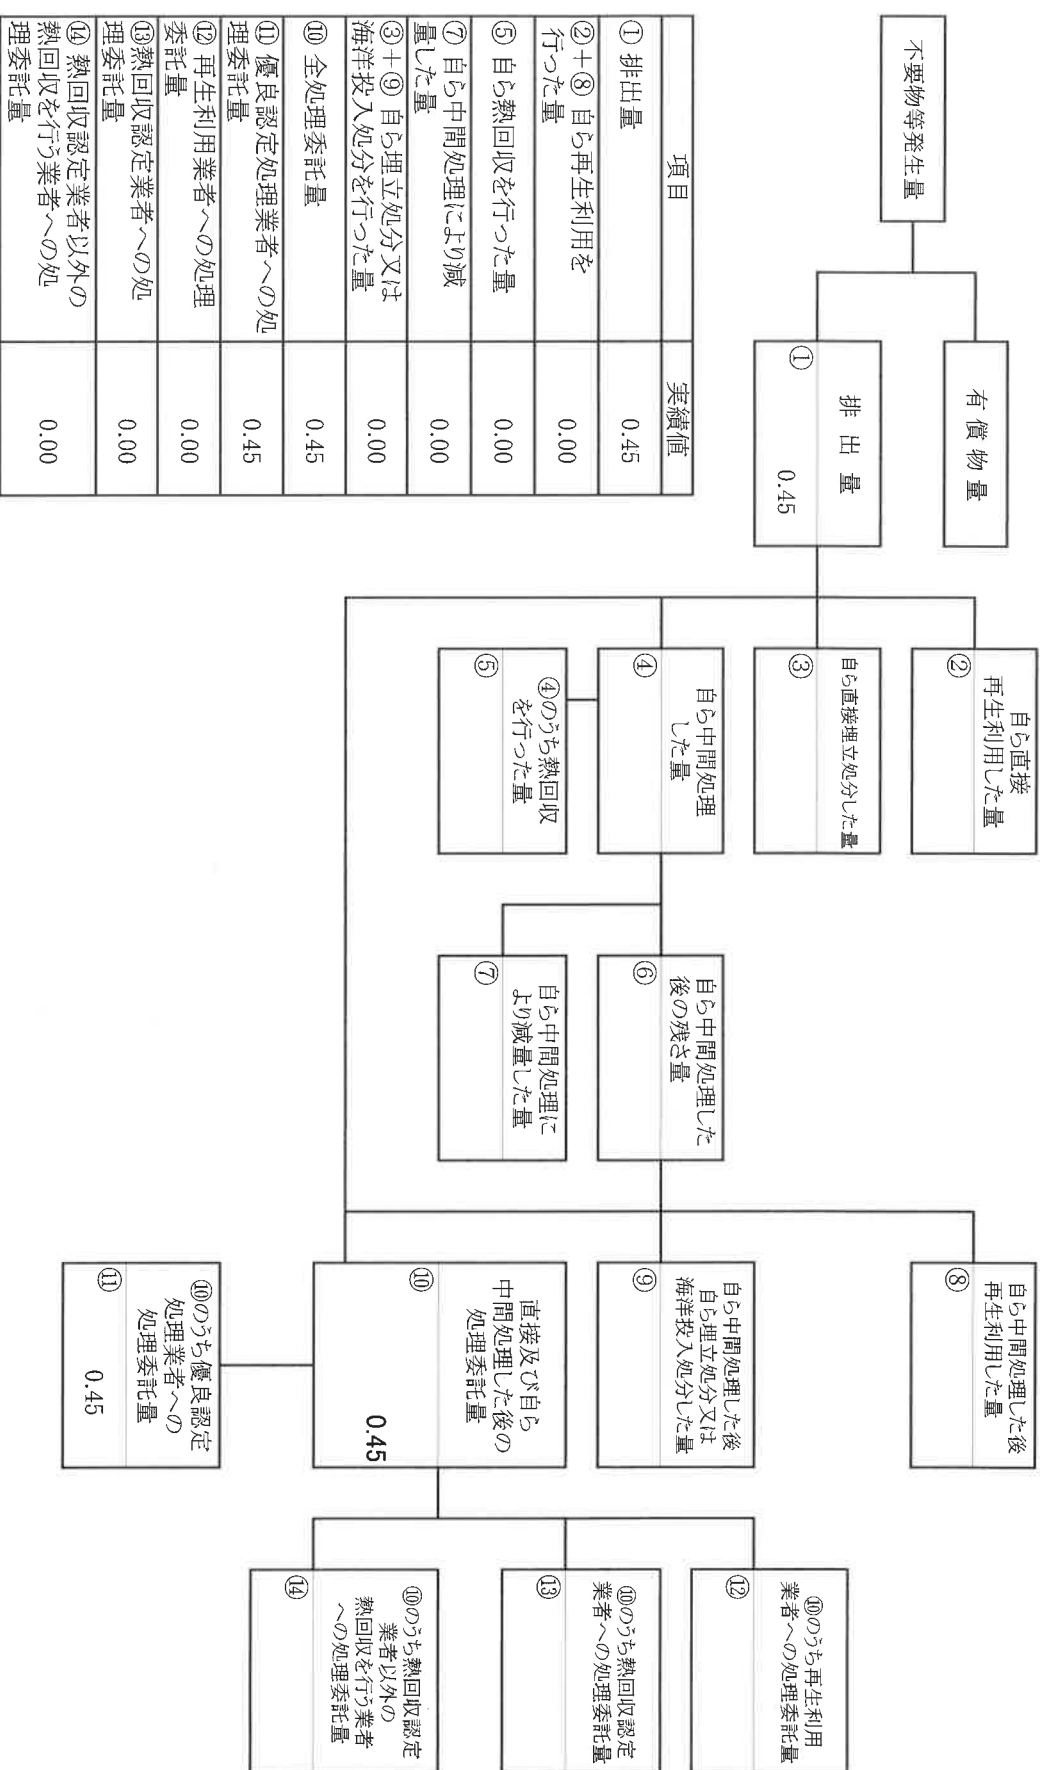 不要物等発生量
有償物量
排出量
①
0.45
自ら直接
再生利用した量
②
自ら直接埋立処分した量
③
自ら中間処理
した量
④
④のうち熱回収
を行った量
⑤
自ら中間処理した
後の残さ量
⑥
自ら中間処理に
より減量した量
⑦
自ら中間処理した後
再生利用した量
⑧
自ら中間処理した後
自ら埋立処分又は
海洋投入処分した量
⑨
直接及び自ら
中間処理した後の
処理委託量
⑩
0.45
⑩のうち優良認定
処理業者への
処理委託量
⑪
0.45
⑩のうち再生利用
業者への処理委託量
⑫
⑩のうち熱回収認定
業者への処理委託量
⑬
⑩のうち熱回収認定
業者以外の
熱回収を行う業者
への処理委託量
⑭
項目 実績値
①排出量 0.45
②+⑧ 自ら再生利用を
行った量 0.00
⑤ 自ら熱回収を行った量 0.00
⑦ 自ら中間処理により減
量した量 0.00
③+⑨ 自ら埋立処分又は
海洋投入処分を行った量 0.00
⑩ 全処理委託量 0.45
⑪ 優良認定処理業者への処
理委託量 0.45
⑫ 再生利用業者への処理
委託量 0.00
⑬熱回収認定業者への処
理委託量 0.00
⑭ 熱回収認定業者以外の
熱回収を行う業者への処
理委託量 0.00